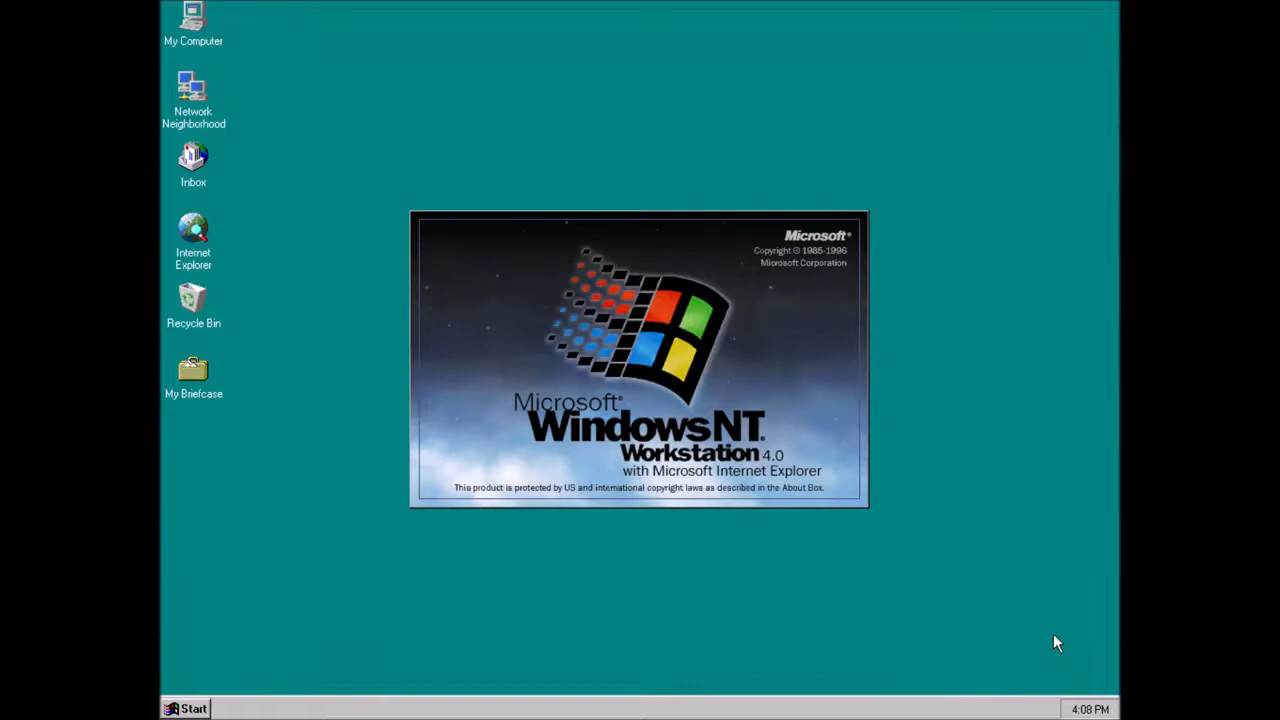 My Computer
Network
Neighborhood
Inbox
Internet
Explorer
Recycle Bin
My Briefcase
Microsoft®
Copyright © 1985-1996
Microsoft Corporation
Microsoft®
Windows NT®
Workstation 4.0
with Microsoft Internet Explorer
This product is protected by US and international copyright laws as described in the About Box.
Start
4:08 PM